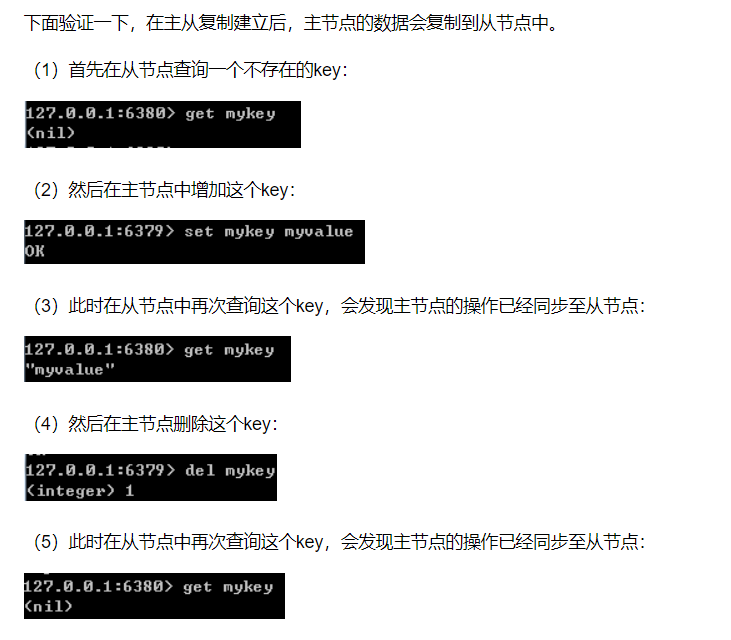 下面验证一下，在主从复制建立后，主节点的数据会复制到从节点中。
（1）首先在从节点查询一个不存在的key：
127.0.0.1:6380> get mykey
(nil)
（2）然后在主节点中增加这个key：
127.0.0.1:6379> set mykey myvalue
OK
（3）此时在从节点中再次查询这个key，会发现主节点的操作已经同步至从节点：
127.0.0.1:6380> get mykey
"myvalue"
（4）然后在主节点删除这个key：
127.0.0.1:6379> del mykey
(integer) 1
（5）此时在从节点中再次查询这个key，会发现主节点的操作已经同步至从节点：
127.0.0.1:6380> get mykey
(nil)